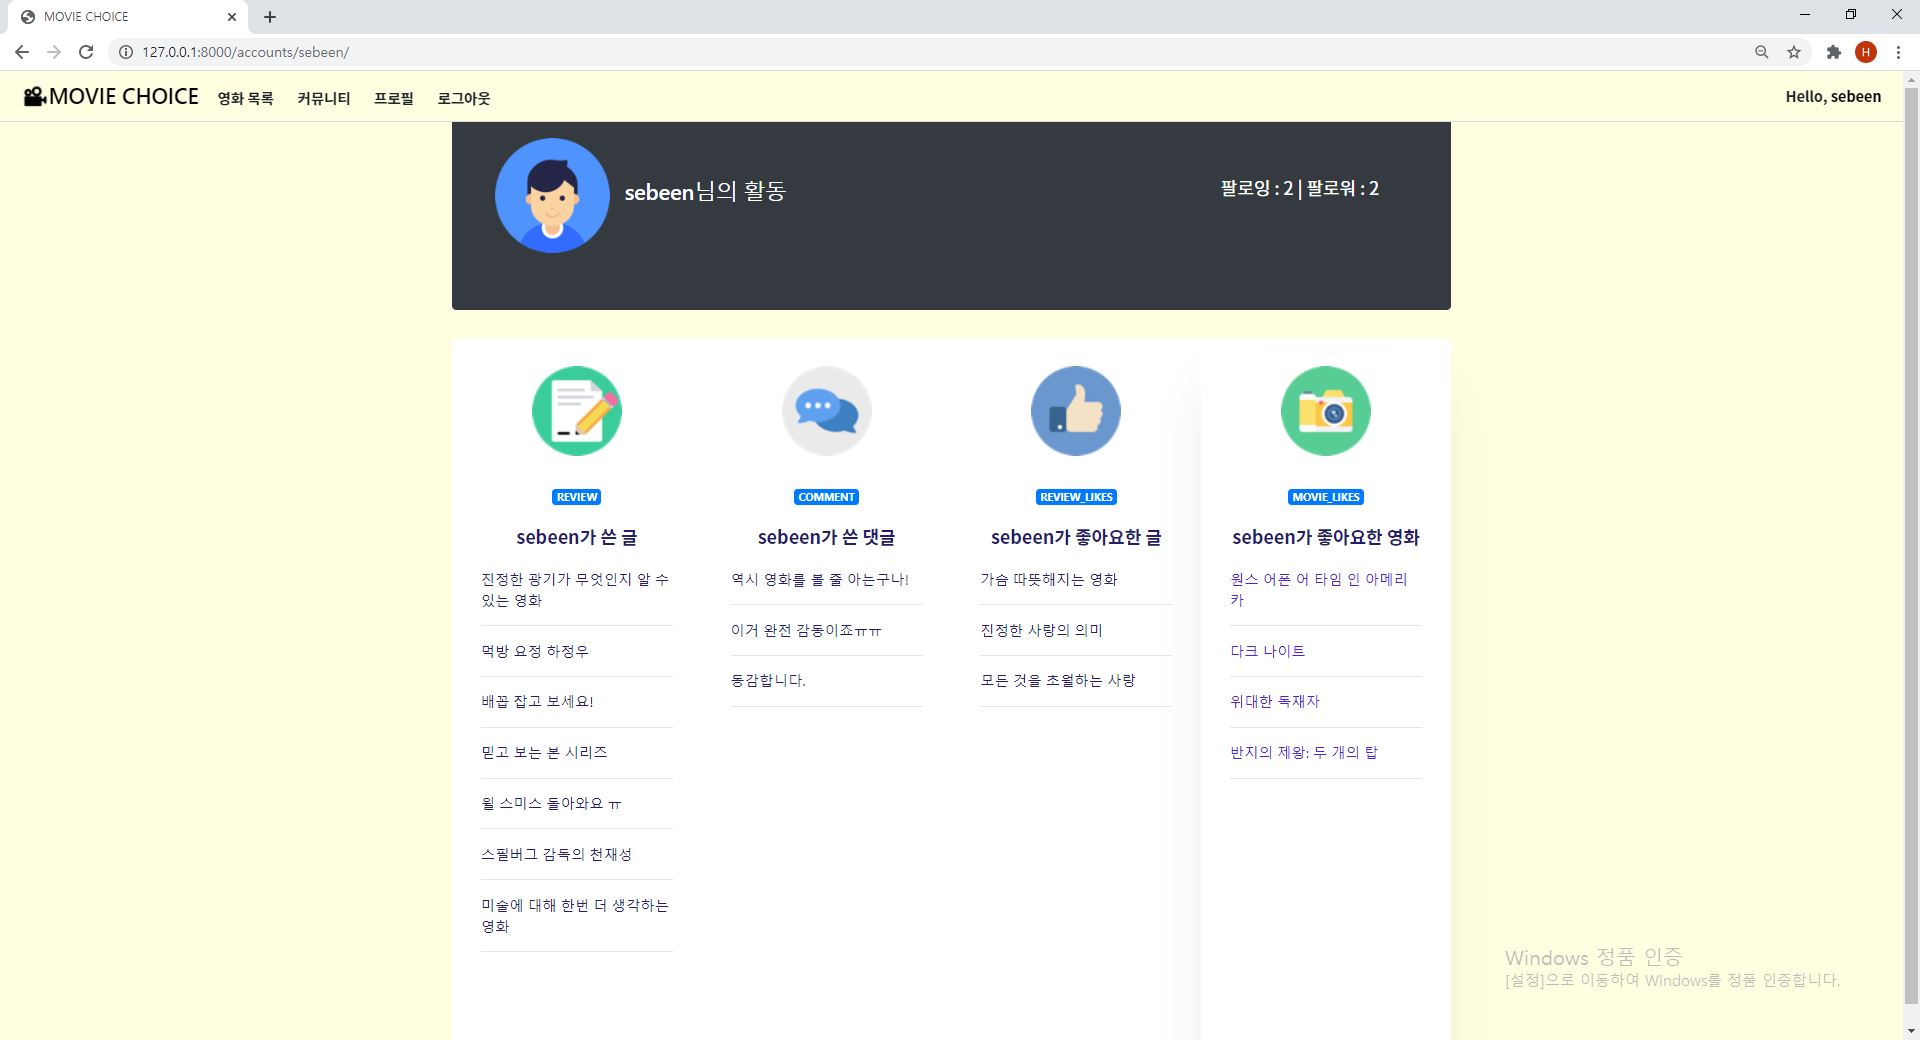 MOVIE CHOICE
127.0.0.1:8000/accounts/sebeen/
H
MOVIE CHOICE 영화 목록 커뮤니티 프로필 로그아웃 Hello, sebeen
sebeen님의 활동
팔로잉 : 2 | 팔로워 : 2
REVIEW
sebeen가 쓴 글
진정한 광기가 무엇인지 알 수
있는 영화
먹방 요정 하정우
배꼽 잡고 보세요!
믿고 보는 본 시리즈
윌 스미스 돌아와요 ㅠ
스필버그 감독의 천재성
미술에 대해 한번 더 생각하는
영화
COMMENT
sebeen가 쓴 댓글
역시 영화를 볼 줄 아는구나!
이거 완전 감동이죠ㅠㅠ
동감합니다.
REVIEW_LIKES
sebeen가 좋아요한 글
가슴 따뜻해지는 영화
진정한 사랑의 의미
모든 것을 초월하는 사랑
MOVIE_LIKES
sebeen가 좋아요한 영화
원스 어폰 어 타임 인 아메리
카
다크 나이트
위대한 독재자
반지의 제왕: 두 개의 탑
Windows 정품 인증
[설정]으로 이동하여 Windows를 정품 인증합니다.